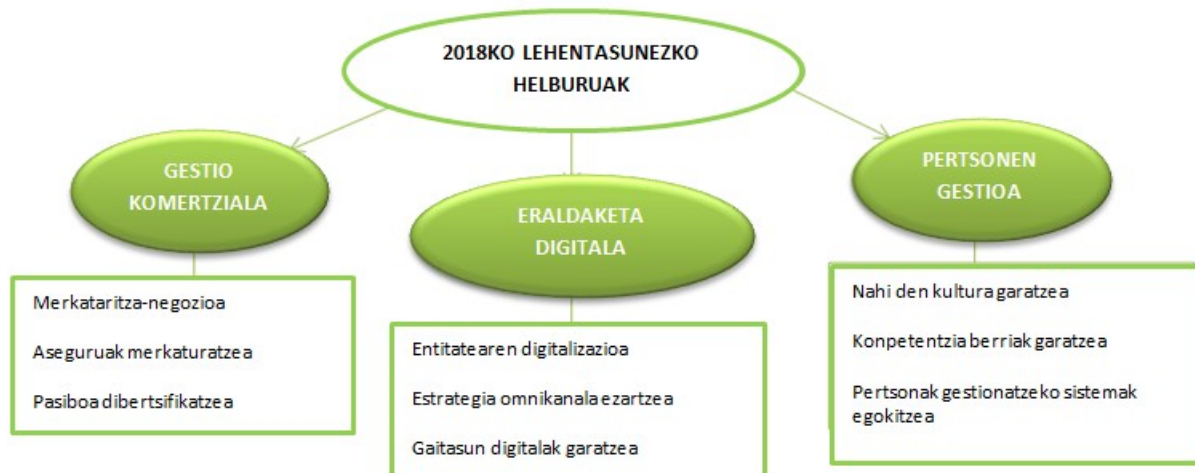 2018KO LEHENTASUNEZKO
HELBURUAK
GESTIO
KOMERTZIALA
Merkataritza-negozioa
Aseguruak merkaturatzea
Pasiboa dibertsifikatzea
ERALDAKETA
DIGITALA
Entitatearen digitalizazioa
Estrategia omnikanala ezartzea
Gaitasun digitalak garatzea
PERTSONEN
GESTIOA
Nahi den kultura garatzea
Konpetentzia berriak garatzea
Pertsonak gestionatzeko sistemak
egokitzea